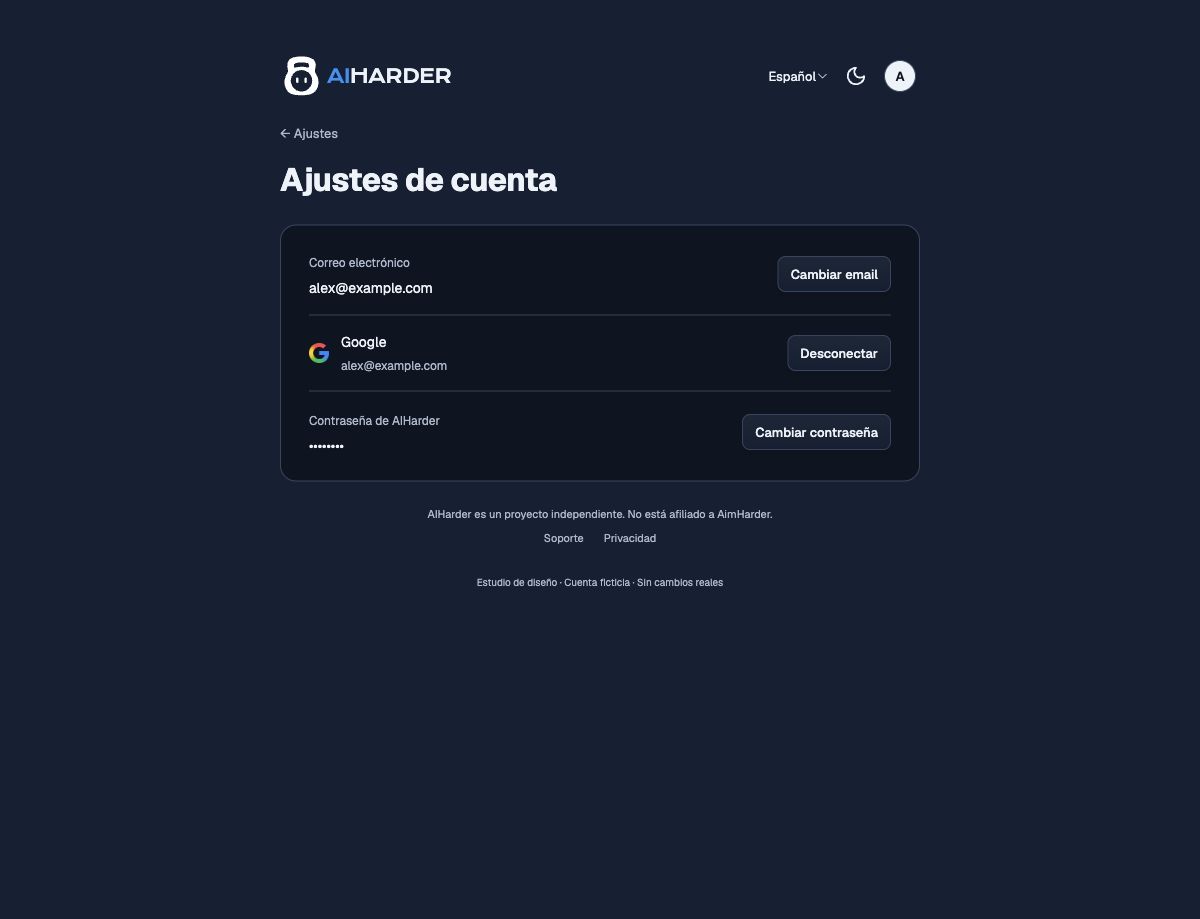 AIHARDER
Español
A
← Ajustes
Ajustes de cuenta
Correo electrónico
alex@example.com
Cambiar email
Google
alex@example.com
Desconectar
Contraseña de AIHarder
••••••••
Cambiar contraseña
AIHarder es un proyecto independiente. No está afiliado a AimHarder.
Soporte Privacidad
Estudio de diseño · Cuenta ficticia · Sin cambios reales